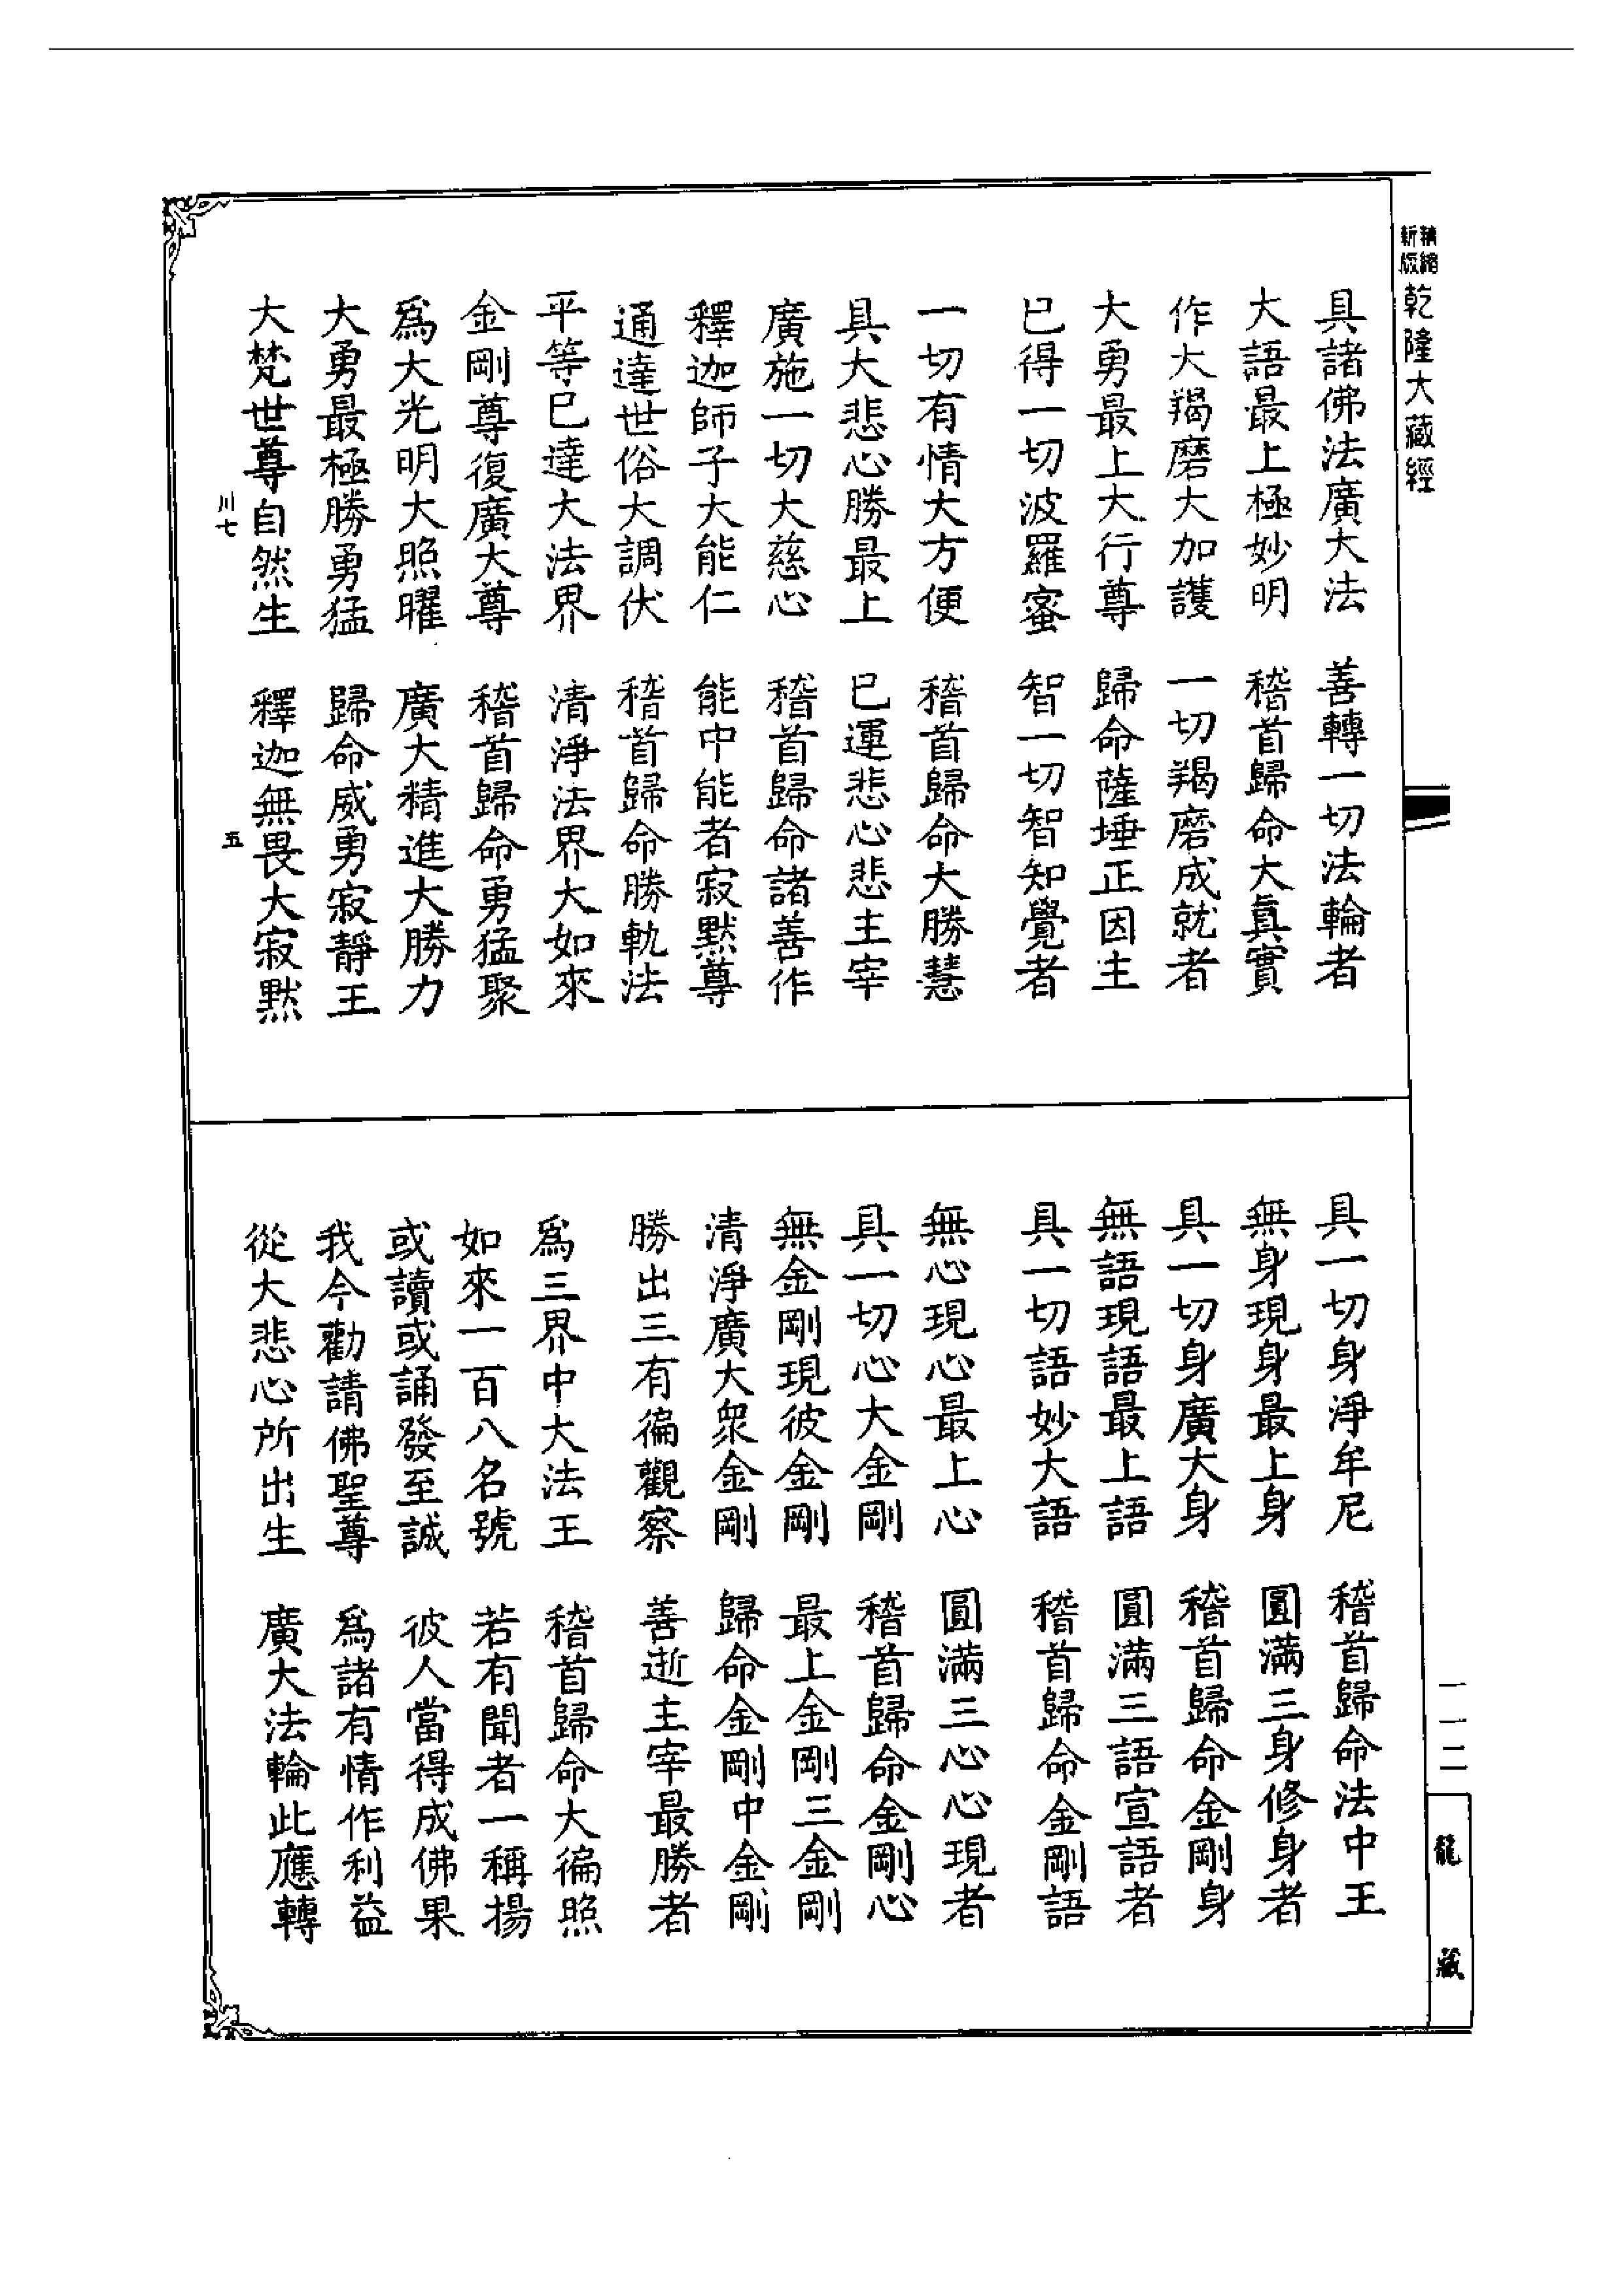 新版 精縮
乾隆大藏經
具諸佛法廣大法 善轉一切法輪者
大語最上極妙明 稽首歸命大真實
作大羯磨大加護 一切羯磨成就者
大勇最上大行尊 歸命薩埵正因主
已得一切波羅蜜 智一切智知覺者
一切有情大方便 稽首歸命大勝慧
具大悲心勝最上 已運悲心悲主宰
廣施一切大慈心 稽首歸命諸善作
釋迦師子大能仁 能中能者寂默尊
通達世俗大調伏 稽首歸命勝軌法
平等已達大法界 清淨法界大如來
金剛尊復廣大尊 稽首歸命勇猛聚
為大光明大照曜 廣大精進大勝力
大勇最極勝勇猛 歸命威勇寂靜王
大梵世尊自然生 釋迦無畏大寂默
川七 五
具一切身淨牟尼 稽首歸命法中王
無身現身最上身 圓滿三身修身者
具一切身廣大身 稽首歸命金剛身
無語現語最上語 圓滿三語宣語者
具一切語妙大語 稽首歸命金剛語
無心現心最上心 圓滿三心心現者
具一切心大金剛 稽首歸命金剛心
無金剛現彼金剛 最上金剛三金剛
清淨廣大眾金剛 歸命金剛中金剛
勝出三有徧觀察 善逝主宰最勝者
為三界中大法王 稽首歸命大徧照
如來一百八名號 若有聞者一稱揚
或讀或誦發至誠 彼人當得成佛果
我今勸請佛聖尊 為諸有情作利益
從大悲心所出生 廣大法輪此應轉
一一二
龍藏